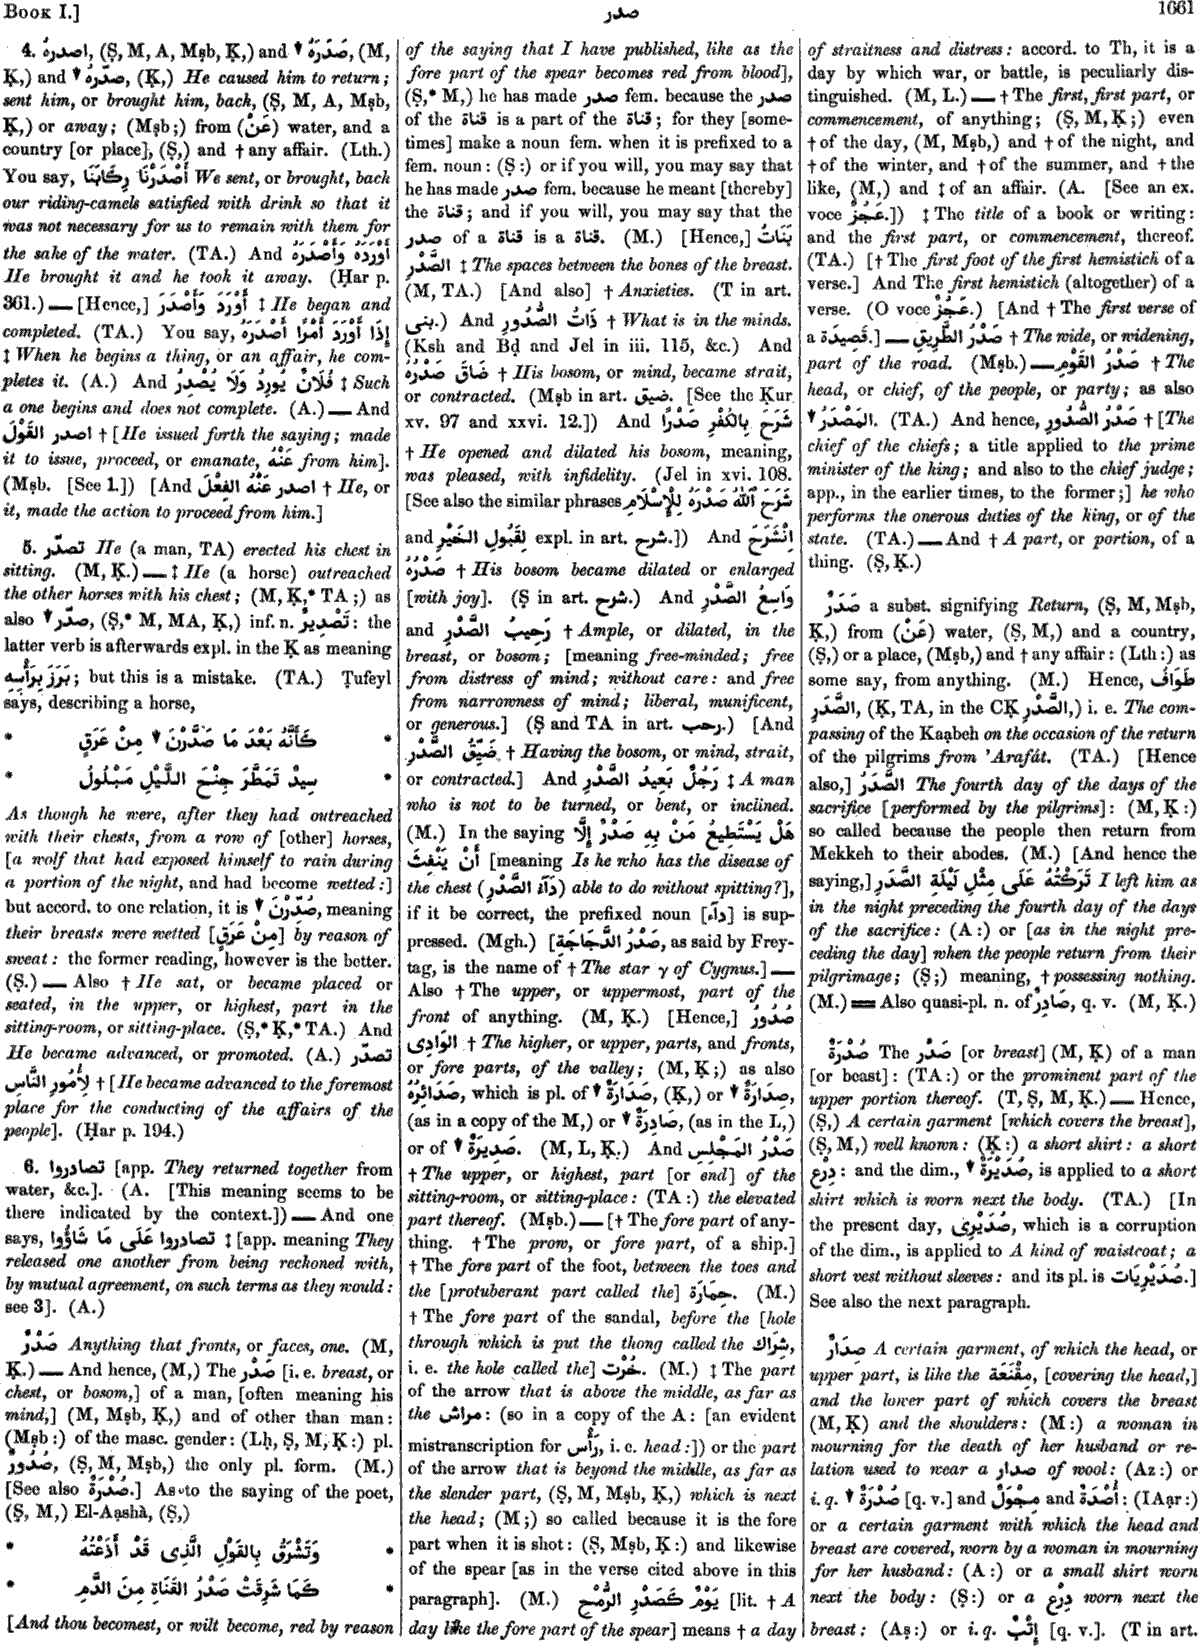 Book I.]
صدر
1661
4. اصدرهُ, (Ṣ, M, A, Mṣb, Ḳ,) and ▼ صَدَرَهُ, (M,
Ḳ,) and ▼ صدّرهُ, (Ḳ,) He caused him to return;
sent him, or brought him, back, (Ṣ, M, A, Mṣb,
Ḳ,) or away; (Mṣb;) from (عَنْ) water, and a
country [or place], (Ṣ,) and † any affair. (Lth.)
You say, أَصْدَرْنَا رِكَابَنَا We sent, or brought, back
our riding-camels satisfied with drink so that it
was not necessary for us to remain with them for
the sake of the water. (TA.) And أَوْرَدَهُ وَأَصْدَرَهُ
He brought it and he took it away. (Ḥar p.
361.) — [Hence,] أَوْرَدَ وَأَصْدَرَ ‡ He began and
completed. (TA.) You say, إِذَا أَوْرَدَ أَمْرًا أَصْدَرَهُ
‡ When he begins a thing, or an affair, he com-
pletes it. (A.) And فُلَانٌ يُورِدُ وَلَا يُصْدِرُ ‡ Such
a one begins and does not complete. (A.) — And
اصدر القَوْلَ † [He issued forth the saying; made
it to issue, proceed, or emanate, عَنْهُ from him].
(Mṣb. [See 1.]) [And اصدر عَنْهُ الفِعْلَ † He, or
it, made the action to proceed from him.]
5. تصدّر He (a man, TA) erected his chest in
sitting. (M, Ḳ.) — ‡ He (a horse) outreached
the other horses with his chest; (M, Ḳ,* TA;) as
also ▼ صدّر, (Ṣ,* M, MA, Ḳ,) inf. n. تَصْدِيرٌ: the
latter verb is afterwards expl. in the Ḳ as meaning
بَرَزَ بِرَأْسِهِ; but this is a mistake. (TA.) Ṭufeyl
says, describing a horse,
* كَأَنَّهُ بَعْدَ مَا صَدَّرْنَ ▼ مِنْ عَرَقٍ *
* سِيدٌ تَمَطَّرَ جِنْحَ اللَّيْلِ مَبْلُولُ *
As though he were, after they had outreached
with their chests, from a row of [other] horses,
[a wolf that had exposed himself to rain during
a portion of the night, and had become wetted:]
but accord. to one relation, it is ▼ صُدِّرْنَ, meaning
their breasts were wetted [مِنْ عَرَقٍ] by reason of
sweat: the former reading, however is the better.
(Ṣ.) — Also † He sat, or became placed or
seated, in the upper, or highest, part in the
sitting-room, or sitting-place. (Ṣ,* Ḳ,* TA.) And
He became advanced, or promoted. (A.) تصدّر
لِأُمُورِ النَّاسِ † [He became advanced to the foremost
place for the conducting of the affairs of the
people]. (Ḥar p. 194.)
6. تصادروا [app. They returned together from
water, &c.]. (A. [This meaning seems to be
there indicated by the context.]) — And one
says, تصادروا عَلَى مَا شَاؤُوا ‡ [app. meaning They
released one another from being reckoned with,
by mutual agreement, on such terms as they would:
see 3]. (A.)
صَدْرٌ Anything that fronts, or faces, one. (M,
Ḳ.) — And hence, (M,) The صَدْر [i. e. breast, or
chest, or bosom,] of a man, [often meaning his
mind,] (M, Mṣb, Ḳ,) and of other than man:
(Mṣb:) of the masc. gender: (Lḥ, Ṣ, M, Ḳ:) pl.
صُدُورٌ, (Ṣ, M, Mṣb,) the only pl. form. (M.)
[See also صُدْرَةٌ.] As to the saying of the poet,
(Ṣ, M,) El-Aạshà, (Ṣ,)
* وَتَشْرَقُ بِالقَوْلِ الَّذِى قَدْ أَذَعْتَهُ *
* كَمَا شَرِقَتْ صَدْرُ القَنَاةِ مِنَ الدَّمِ *
[And thou becomest, or wilt become, red by reason
of the saying that I have published, like as the
fore part of the spear becomes red from blood],
(Ṣ,* M,) he has made صدر fem. because the صدر
of the قناة is a part of the قناة; for they [some-
times] make a noun fem. when it is prefixed to a
fem. noun: (Ṣ:) or if you will, you may say that
he has made صدر fem. because he meant [thereby]
the قناة; and if you will, you may say that the
صدر of a قناة is a قناة. (M.) [Hence,] بَنَاتُ
الصَّدْرِ ‡ The spaces between the bones of the breast.
(M, TA.) [And also] † Anxieties. (T in art.
بنى.) And ذَاتُ الصُّدُورِ † What is in the minds.
(Ksh and Bḍ and Jel in iii. 115, &c.) And
ضَاقَ صَدْرُهُ † His bosom, or mind, became strait,
or contracted. (Mṣb in art. ضيق. [See the Ḳur
xv. 97 and xxvi. 12.]) And شَرَحَ بِالكُفْرِ صَدْرًا
† He opened and dilated his bosom, meaning,
was pleased, with infidelity. (Jel in xvi. 108.
[See also the similar phrases شَرَحَ ٱللّٰهُ صَدْرَهُ لِلْإِسْلَامِ
and لِقَبُولِ الخَيْرِ expl. in art. شرح.]) And اِنْشَرَحَ
صَدْرُهُ † His bosom became dilated or enlarged
[with joy]. (Ṣ in art. شرح.) And وَاسِعُ الصَّدْرِ
and رَحِيبُ الصَّدْرِ † Ample, or dilated, in the
breast, or bosom; [meaning free-minded; free
from distress of mind; without care: and free
from narrowness of mind; liberal, munificent,
or generous.] (Ṣ and TA in art. رحب.) [And
ضَيِّقُ الصَّدْرِ † Having the bosom, or mind, strait,
or contracted.] And رَجُلٌ بَعِيدُ الصَّدْرِ ‡ A man
who is not to be turned, or bent, or inclined.
(M.) In the saying هَلْ يَسْتَطِيعُ مَنْ بِهِ صَدْرٌ إِلَّا
أَنْ يَنْفِثَ [meaning Is he who has the disease of
the chest (دَآءُ الصَّدْرِ) able to do without spitting?],
if it be correct, the prefixed noun [داء] is sup-
pressed. (Mgh.) [صَدْرُ الدَّجَاجَةِ, as said by Frey-
tag, is the name of † The star γ of Cygnus.] —
Also † The upper, or uppermost, part of the
front of anything. (M, Ḳ.) [Hence,] صُدُورُ
الوَادِى † The higher, or upper, parts, and fronts,
or fore parts, of the valley; (M, Ḳ;) as also
صَدَائِرُهُ, which is pl. of ▼ صَدَارَةٌ, (Ḳ,) or ▼ صِدَارَةٌ,
(as in a copy of the M,) or ▼ صَادِرَةٌ, (as in the L,)
or of ▼ صَدِيرَةٌ. (M, L, Ḳ.) And صَدْرُ المَجْلِسِ
† The upper, or highest, part [or end] of the
sitting-room, or sitting-place: (TA:) the elevated
part thereof. (Mṣb.) — [† The fore part of any-
thing. † The prow, or fore part, of a ship.]
† The fore part of the foot, between the toes and
the [protuberant part called the] حِمَارَة. (M.)
† The fore part of the sandal, before the [hole
through which is put the thong called the شِرَاك,
i. e. the hole called the] خُرْت. (M.) ‡ The part
of the arrow that is above the middle, as far as
the مراش: (so in a copy of the A: [an evident
mistranscription for رَأْس, i. e. head:]) or the part
of the arrow that is beyond the middle, as far as
the slender part, (Ṣ, M, Mṣb, Ḳ,) which is next
the head; (M;) so called because it is the fore
part when it is shot: (Ṣ, Mṣb, Ḳ:) and likewise
of the spear [as in the verse cited above in this
paragraph]. (M.) يَوْمٌ كَصَدْرِ الرُّمْحِ [lit. † A
day like the fore part of the spear] means † a day
of straitness and distress: accord. to Th, it is a
day by which war, or battle, is peculiarly dis-
tinguished. (M, L.) — † The first, first part, or
commencement, of anything; (Ṣ, M, Ḳ;) even
† of the day, (M, Mṣb,) and † of the night, and
† of the winter, and † of the summer, and † the
like, (M,) and ‡ of an affair. (A. [See an ex.
voce عَجُزٌ.]) ‡ The title of a book or writing:
and the first part, or commencement, thereof.
(TA.) [† The first foot of the first hemistich of a
verse.] And The first hemistich (altogether) of a
verse. (O voce عَجُزٌ.) [And † The first verse of
a قَصِيدَة.] — صَدْرُ الطَّرِيقِ † The wide, or widening,
part of the road. (Mṣb.) — صَدْرُ القَوْمِ † The
head, or chief, of the people, or party; as also
▼ المَصْدَرُ. (TA.) And hence, صَدْرُ الصُّدُورِ † [The
chief of the chiefs; a title applied to the prime
minister of the king; and also to the chief judge;
app., in the earlier times, to the former;] he who
performs the onerous duties of the king, or of the
state. (TA.) — And † A part, or portion, of a
thing. (Ṣ, Ḳ.)
صَدَرٌ a subst. signifying Return, (Ṣ, M, Mṣb,
Ḳ,) from (عَنْ) water, (Ṣ, M,) and a country,
(Ṣ,) or a place, (Mṣb,) and † any affair: (Lth:) as
some say, from anything. (M.) Hence, طَوَافُ
الصَّدَرِ, (Ḳ, TA, in the CḲ الصَّدْرِ,) i. e. The com-
passing of the Kaạbeh on the occasion of the return
of the pilgrims from 'Arafát. (TA.) [Hence
also,] الصَّدَرُ The fourth day of the days of the
sacrifice [performed by the pilgrims]: (M, Ḳ:)
so called because the people then return from
Mekkeh to their abodes. (M.) [And hence the
saying,] تَرَكْتُهُ عَلَى مِثْلِ لَيْلَةِ الصَّدَرِ I left him as
in the night preceding the fourth day of the days
of the sacrifice: (A:) or [as in the night pre-
ceding the day] when the people return from their
pilgrimage; (Ṣ;) meaning, † possessing nothing.
(M.) = Also quasi-pl. n. of صَادِرٌ, q. v. (M, Ḳ.)
صُدْرَةٌ The صَدْر [or breast] (M, Ḳ) of a man
[or beast]: (TA:) or the prominent part of the
upper portion thereof. (T, Ṣ, M, Ḳ.) — Hence,
(Ṣ,) A certain garment [which covers the breast],
(Ṣ, M,) well known: (Ḳ:) a short shirt: a short
دِرْع: and the dim., ▼ صُدَيْرَةٌ, is applied to a short
shirt which is worn next the body. (TA.) [In
the present day, صُدَيْرِى, which is a corruption
of the dim., is applied to A kind of waistcoat; a
short vest without sleeves: and its pl. is صُدَيْرِيَات.]
See also the next paragraph.
صِدَارٌ A certain garment, of which the head, or
upper part, is like the مِقْنَعَة, [covering the head,]
and the lower part of which covers the breast
(M, Ḳ) and the shoulders: (M:) a woman in
mourning for the death of her husband or re-
lation used to wear a صدار of wool: (Az:) or
i. q. ▼ صُدْرَةٌ [q. v.] and مِجْوَلٌ and أُصْدَةٌ: (IAạr:)
or a certain garment with which the head and
breast are covered, worn by a woman in mourning
for her husband: (A:) or a small shirt worn
next the body: (Ṣ:) or a دِرْع worn next the
breast; (Aṣ:) or i. q. إِتْبٌ [q. v.]. (T in art.